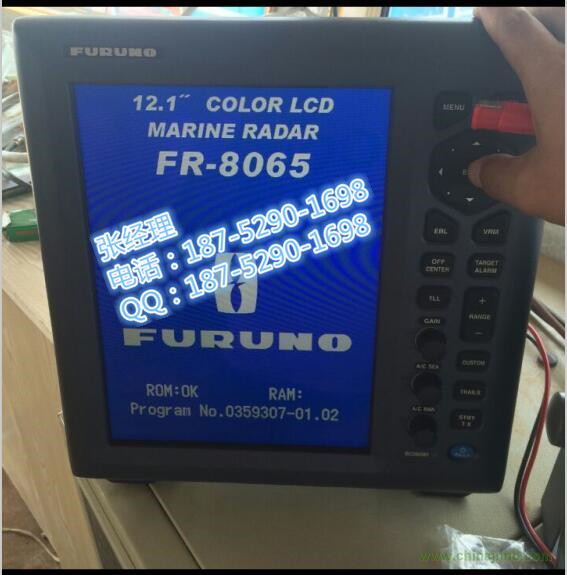 FURUNO
12.1″ COLOR LCD
MARINE RADAR
FR-8065
张经理
电话：187-5290-1698
QQ：187-5290-1698
FURUNO
ROM:OK RAM:
Program No.0359307-01.02
MENU
EBL VRM
OFF CENTER
TARGET ALARM
TLL
+
RANGE
-
GAIN
A/C SEA
CUSTOM
TRAILS
A/C RAIN
STBY TX